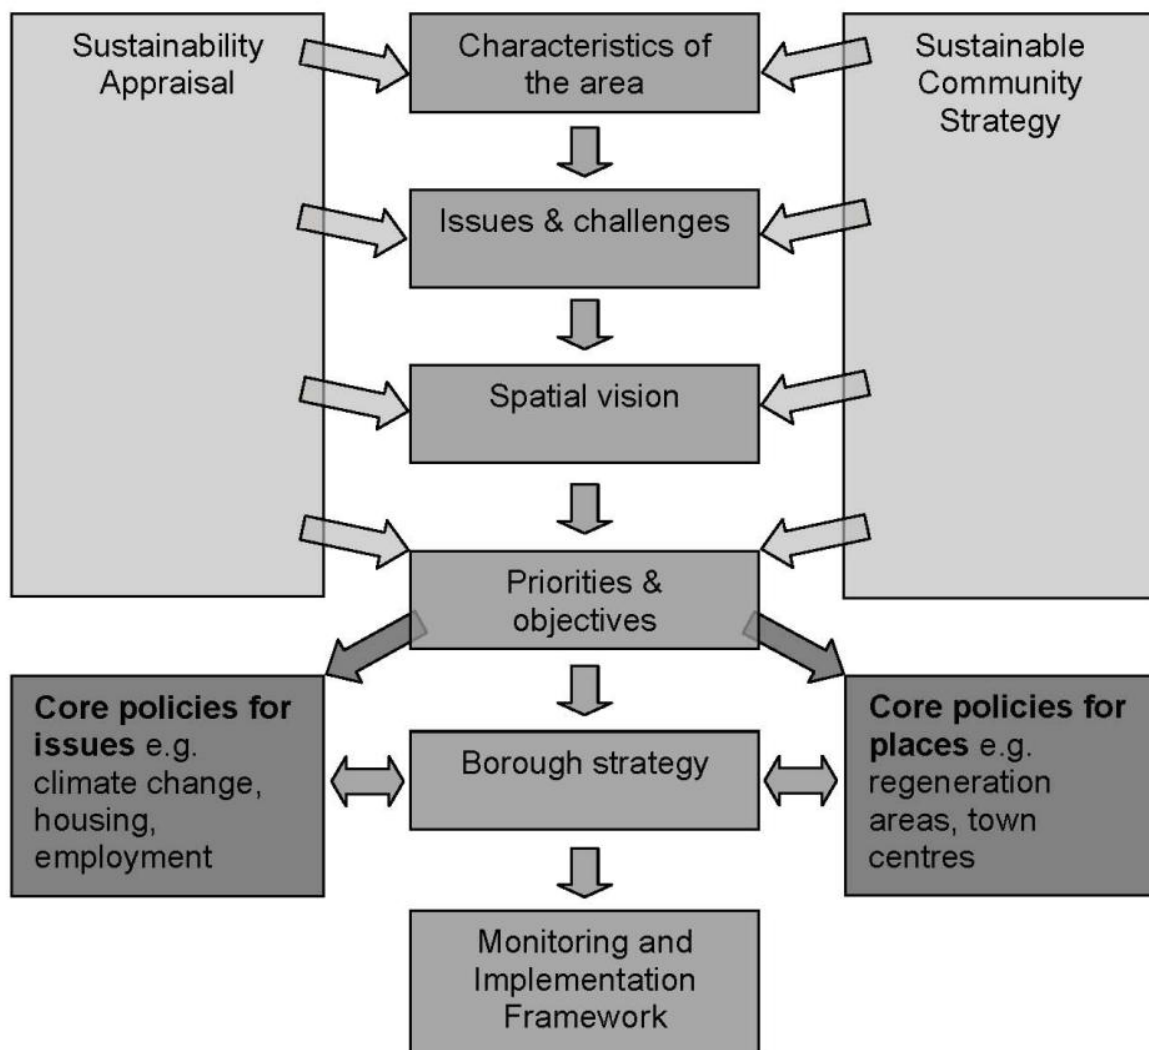 Sustainability
Appraisal
Characteristics of
the area
Sustainable
Community
Strategy
Issues & challenges
Spatial vision
Priorities &
objectives
Core policies for
issues e.g.
climate change,
housing,
employment
Borough strategy
Core policies for
places e.g.
regeneration
areas, town
centres
Monitoring and
Implementation
Framework